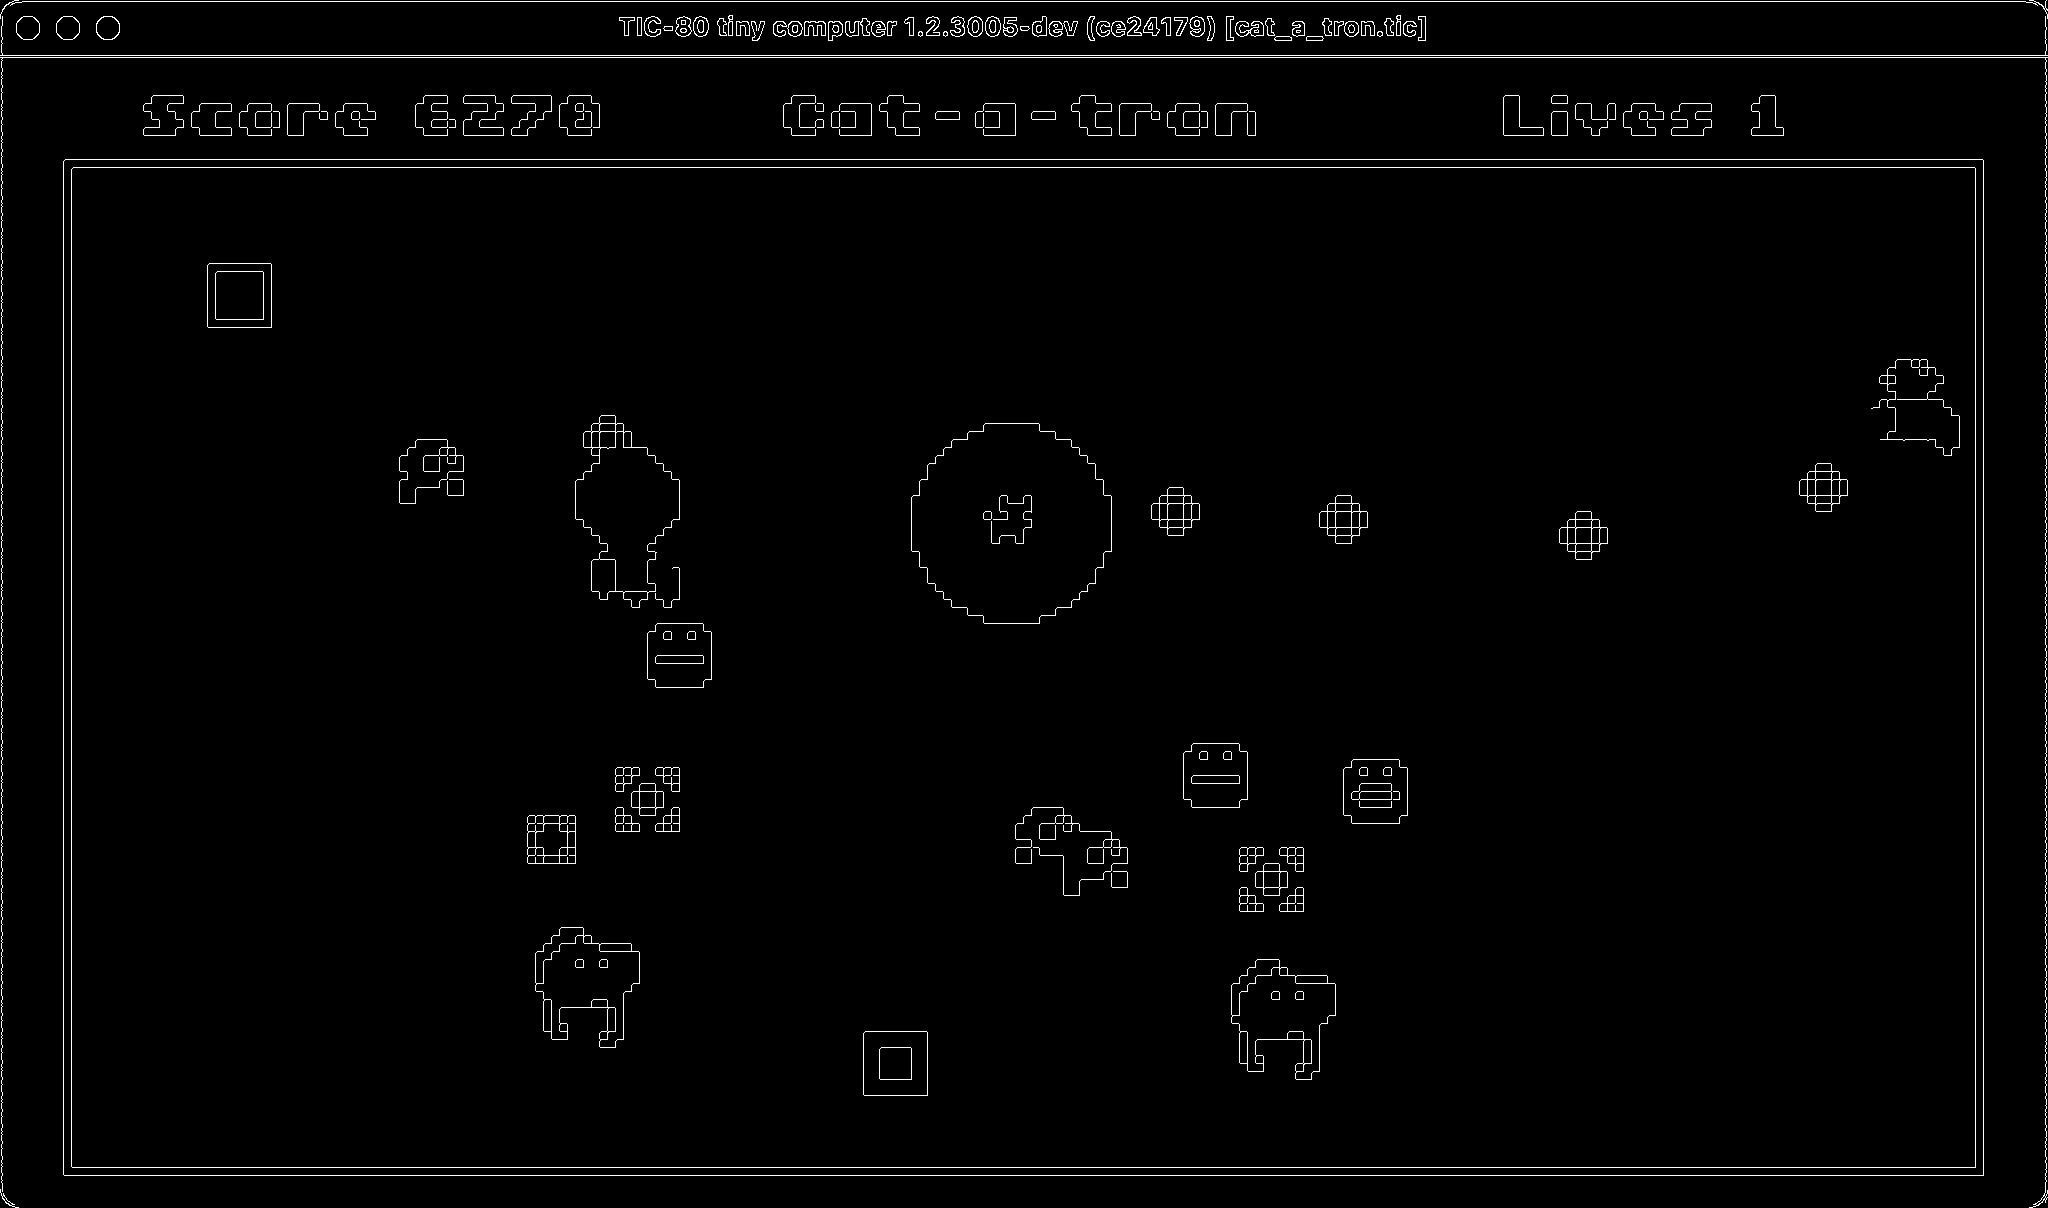 TIC-80 tiny computer 1.2.3005-dev (ce24179) [cat_a_tron.tic]
Score 6270 Cat-a-tron Lives 1